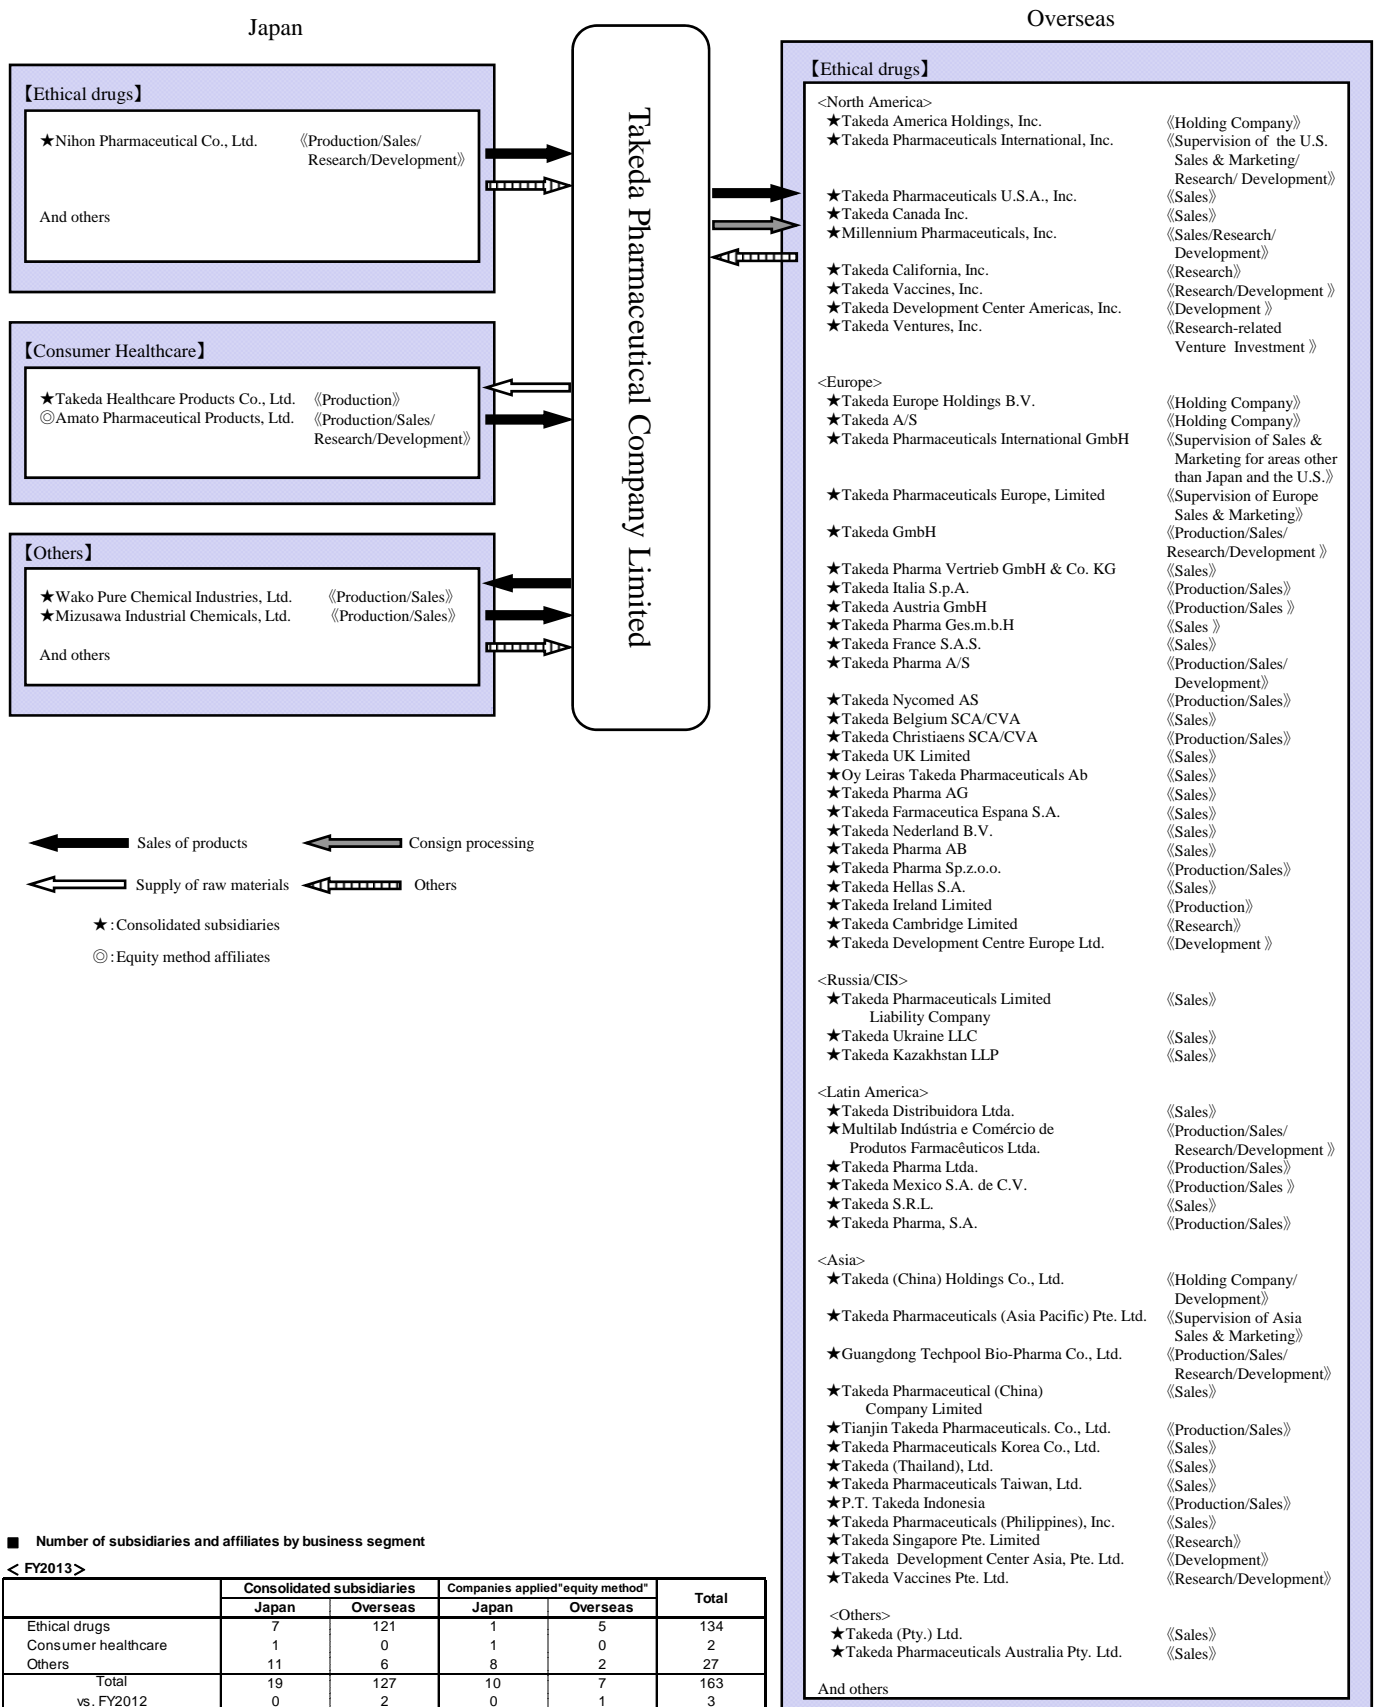 Japan
Overseas
【Ethical drugs】
★Nihon Pharmaceutical Co., Ltd. 《Production/Sales/
Research/Development》
And others
【Consumer Healthcare】
★Takeda Healthcare Products Co., Ltd. 《Production》
◎Amato Pharmaceutical Products, Ltd. 《Production/Sales/
Research/Development》
【Others】
★Wako Pure Chemical Industries, Ltd. 《Production/Sales》
★Mizusawa Industrial Chemicals, Ltd. 《Production/Sales》
And others
Takeda Pharmaceutical Company Limited
Sales of products
Consign processing
Supply of raw materials
Others
★:Consolidated subsidiaries
◎:Equity method affiliates
【Ethical drugs】
<North America>
★Takeda America Holdings, Inc. 《Holding Company》
★Takeda Pharmaceuticals International, Inc. 《Supervision of the U.S.
Sales & Marketing/
Research/ Development》
★Takeda Pharmaceuticals U.S.A., Inc. 《Sales》
★Takeda Canada Inc. 《Sales》
★Millennium Pharmaceuticals, Inc. 《Sales/Research/
Development》
★Takeda California, Inc. 《Research》
★Takeda Vaccines, Inc. 《Research/Development 》
★Takeda Development Center Americas, Inc. 《Development 》
★Takeda Ventures, Inc. 《Research-related
Venture Investment 》
<Europe>
★Takeda Europe Holdings B.V. 《Holding Company》
★Takeda A/S 《Holding Company》
★Takeda Pharmaceuticals International GmbH 《Supervision of Sales &
Marketing for areas other
than Japan and the U.S.》
★Takeda Pharmaceuticals Europe, Limited 《Supervision of Europe
Sales & Marketing》
★Takeda GmbH 《Production/Sales/
Research/Development 》
★Takeda Pharma Vertrieb GmbH & Co. KG 《Sales》
★Takeda Italia S.p.A. 《Production/Sales》
★Takeda Austria GmbH 《Production/Sales 》
★Takeda Pharma Ges.m.b.H 《Sales 》
★Takeda France S.A.S. 《Sales》
★Takeda Pharma A/S 《Production/Sales/
Development》
★Takeda Nycomed AS 《Production/Sales》
★Takeda Belgium SCA/CVA 《Sales》
★Takeda Christiaens SCA/CVA 《Production/Sales》
★Takeda UK Limited 《Sales》
★Oy Leiras Takeda Pharmaceuticals Ab 《Sales》
★Takeda Pharma AG 《Sales》
★Takeda Farmaceutica Espana S.A. 《Sales》
★Takeda Nederland B.V. 《Sales》
★Takeda Pharma AB 《Sales》
★Takeda Pharma Sp.z.o.o. 《Production/Sales》
★Takeda Hellas S.A. 《Sales》
★Takeda Ireland Limited 《Production》
★Takeda Cambridge Limited 《Research》
★Takeda Development Centre Europe Ltd. 《Development 》
<Russia/CIS>
★Takeda Pharmaceuticals Limited 《Sales》
Liability Company
★Takeda Ukraine LLC 《Sales》
★Takeda Kazakhstan LLP 《Sales》
<Latin America>
★Takeda Distribuidora Ltda. 《Sales》
★Multilab Indústria e Comércio de 《Production/Sales/
Produtos Farmacêuticos Ltda. Research/Development 》
★Takeda Pharma Ltda. 《Production/Sales》
★Takeda Mexico S.A. de C.V. 《Production/Sales 》
★Takeda S.R.L. 《Sales》
★Takeda Pharma, S.A. 《Production/Sales》
<Asia>
★Takeda (China) Holdings Co., Ltd. 《Holding Company/
Development》
★Takeda Pharmaceuticals (Asia Pacific) Pte. Ltd. 《Supervision of Asia
Sales & Marketing》
★Guangdong Techpool Bio-Pharma Co., Ltd. 《Production/Sales/
Research/Development》
★Takeda Pharmaceutical (China) 《Sales》
Company Limited
★Tianjin Takeda Pharmaceuticals. Co., Ltd. 《Production/Sales》
★Takeda Pharmaceuticals Korea Co., Ltd. 《Sales》
★Takeda (Thailand), Ltd. 《Sales》
★Takeda Pharmaceuticals Taiwan, Ltd. 《Sales》
★P.T. Takeda Indonesia 《Production/Sales》
★Takeda Pharmaceuticals (Philippines), Inc. 《Sales》
★Takeda Singapore Pte. Limited 《Research》
★Takeda Development Center Asia, Pte. Ltd. 《Development》
★Takeda Vaccines Pte. Ltd. 《Research/Development》
<Others>
★Takeda (Pty.) Ltd. 《Sales》
★Takeda Pharmaceuticals Australia Pty. Ltd. 《Sales》
And others
■ Number of subsidiaries and affiliates by business segment
< FY2013>
Consolidated subsidiaries Companies applied"equity method" Total
Japan Overseas Japan Overseas
Ethical drugs 7 121 1 5 134
Consumer healthcare 1 0 1 0 2
Others 11 6 8 2 27
Total 19 127 10 7 163
vs. FY2012 0 2 0 1 3